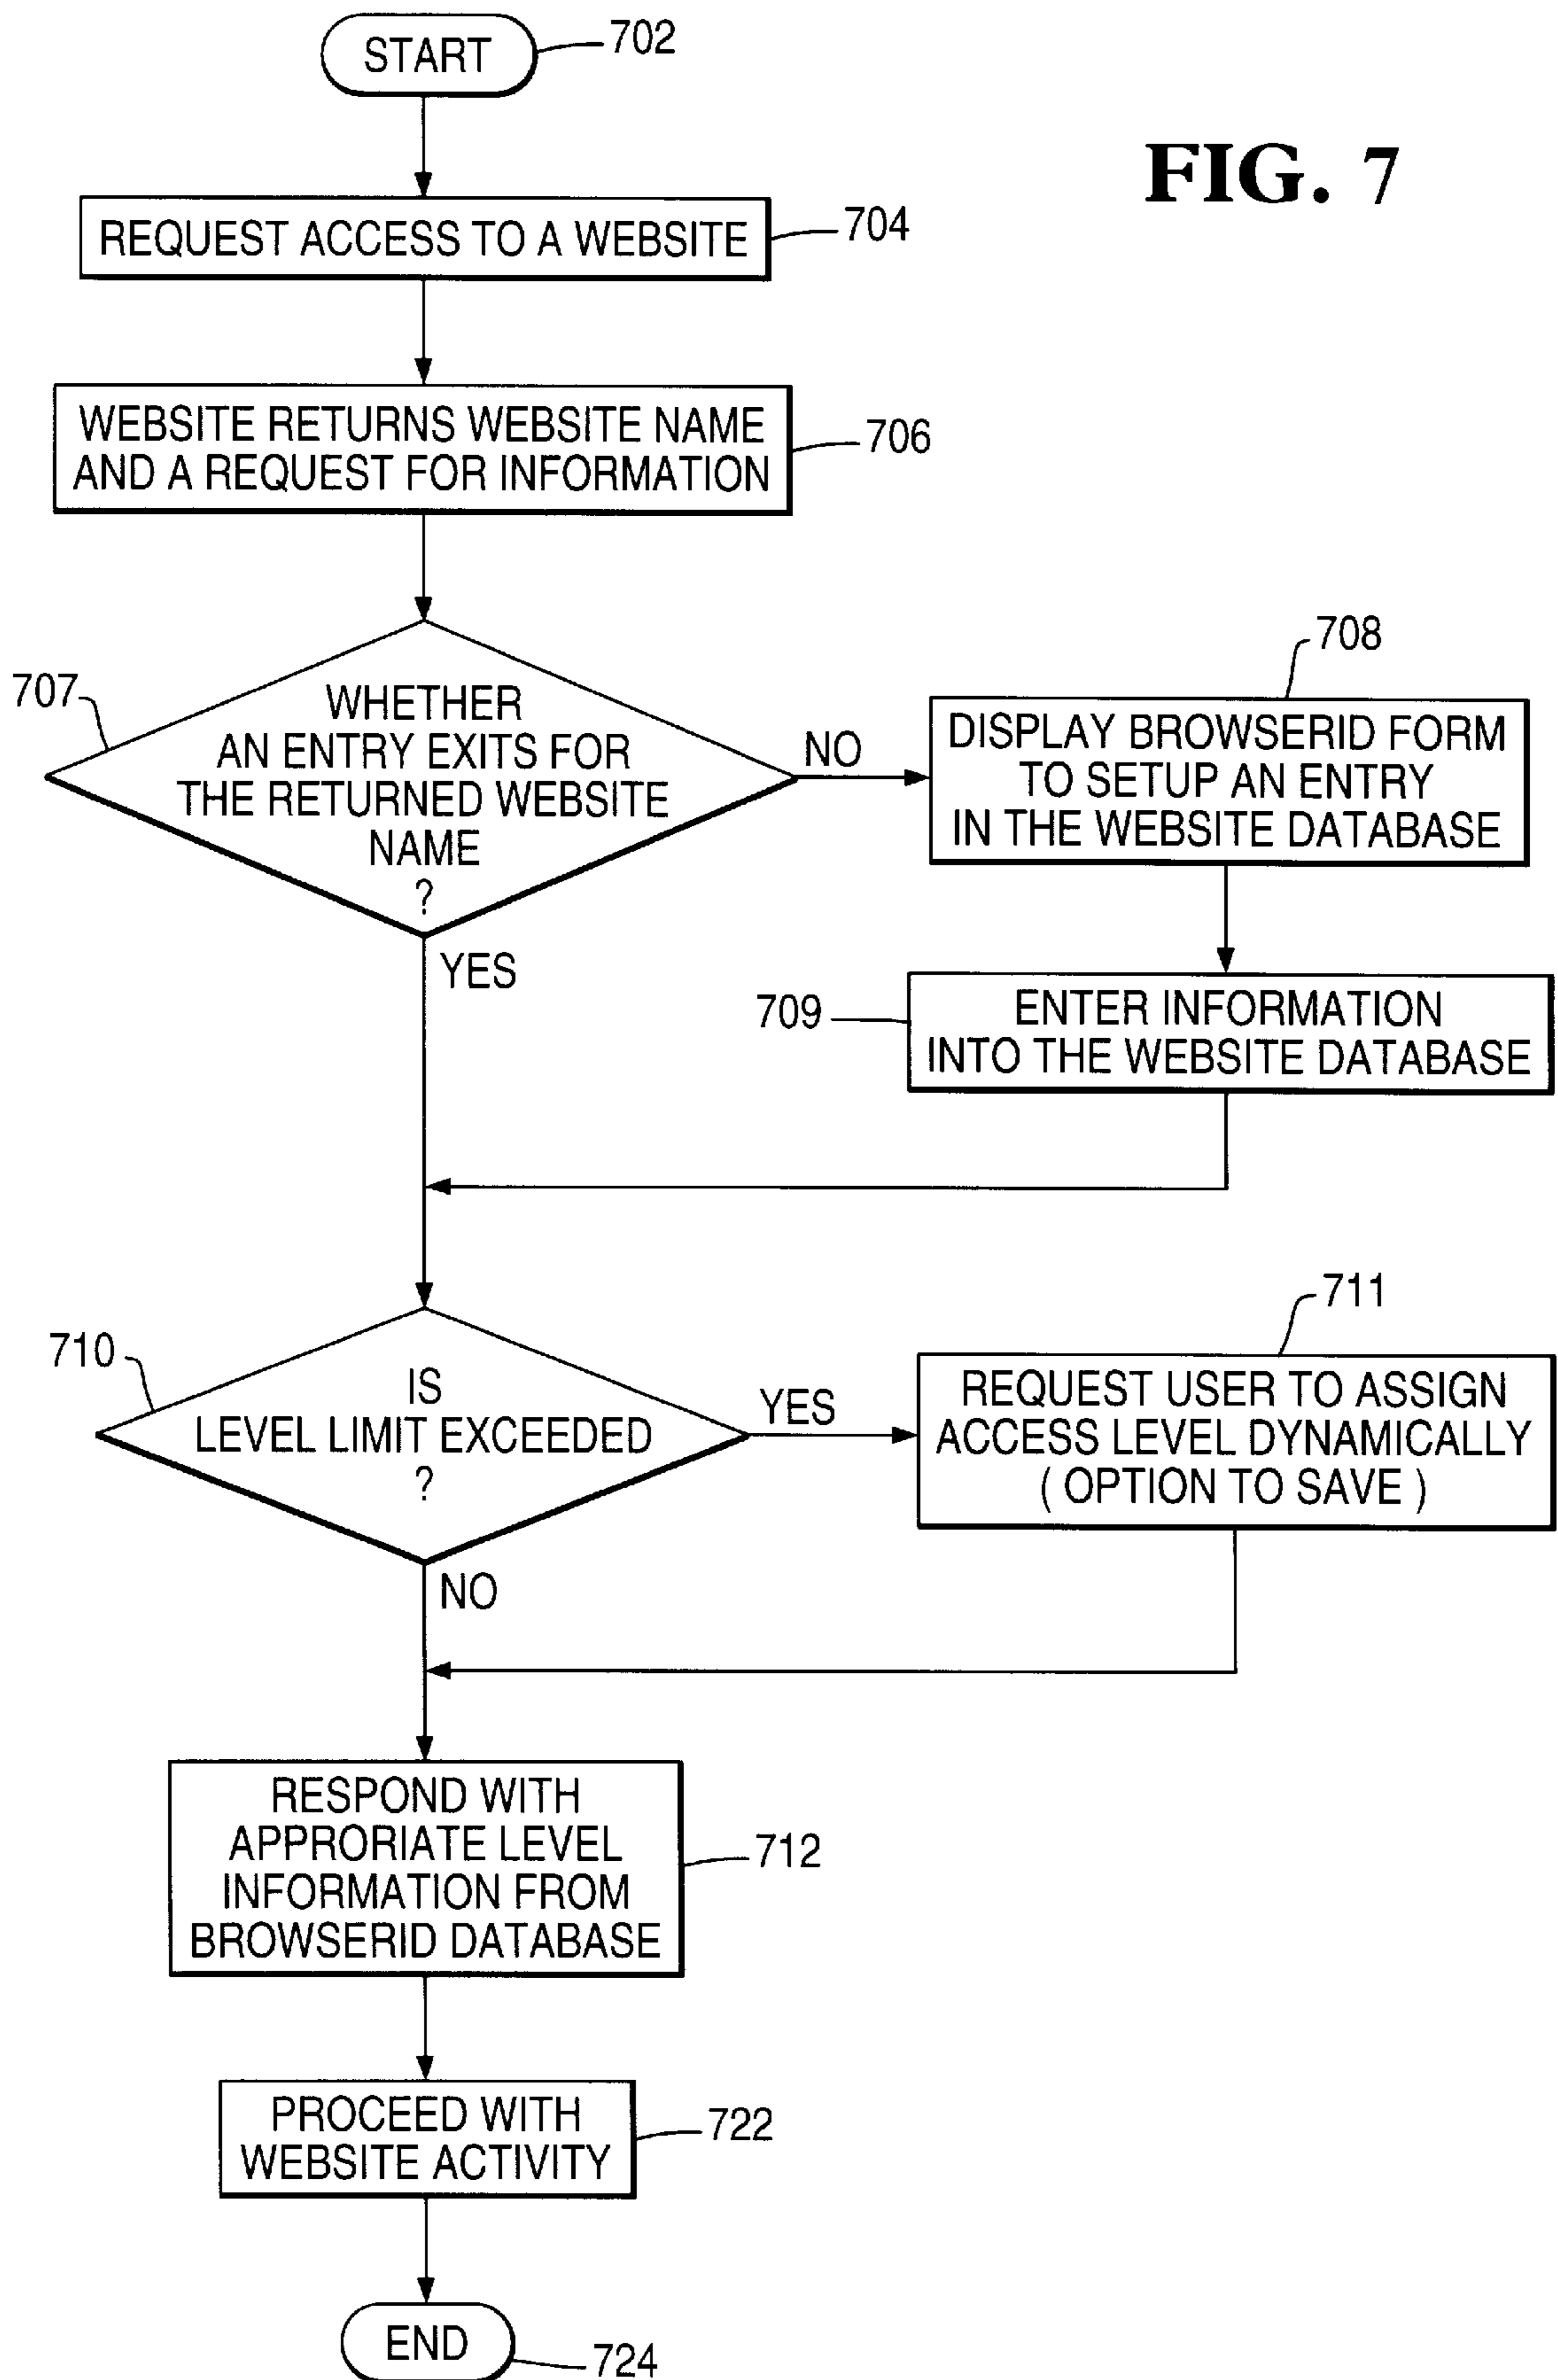 START
702
FIG. 7
REQUEST ACCESS TO A WEBSITE
704
WEBSITE RETURNS WEBSITE NAME
AND A REQUEST FOR INFORMATION
706
707
WHETHER
AN ENTRY EXITS FOR
THE RETURNED WEBSITE
NAME
?
NO
YES
708
DISPLAY BROWSERID FORM
TO SETUP AN ENTRY
IN THE WEBSITE DATABASE
709
ENTER INFORMATION
INTO THE WEBSITE DATABASE
710
IS
LEVEL LIMIT EXCEEDED
?
YES
NO
711
REQUEST USER TO ASSIGN
ACCESS LEVEL DYNAMICALLY
( OPTION TO SAVE )
RESPOND WITH
APPRORIATE LEVEL
INFORMATION FROM
BROWSERID DATABASE
712
PROCEED WITH
WEBSITE ACTIVITY
722
END
724